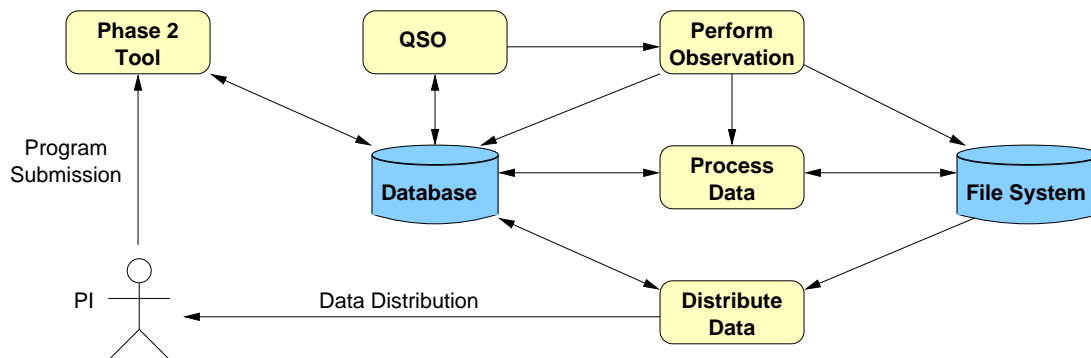 Phase 2
Tool
QSO
Perform
Observation
Program
Submission
Database
Process
Data
File System
PI
Data Distribution
Distribute
Data